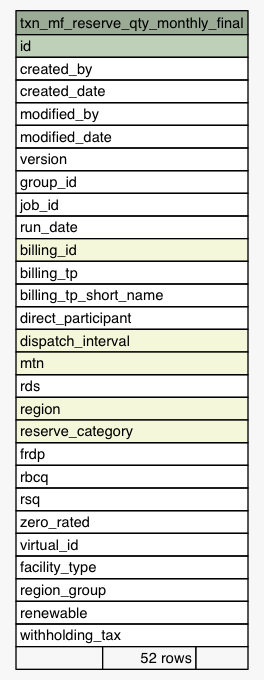 txn_mf_reserve_qty_monthly_final
id
created_by
created_date
modified_by
modified_date
version
group_id
job_id
run_date
billing_id
billing_tp
billing_tp_short_name
direct_participant
dispatch_interval
mtn
rds
region
reserve_category
frdp
rbcq
rsq
zero_rated
virtual_id
facility_type
region_group
renewable
withholding_tax
52 rows